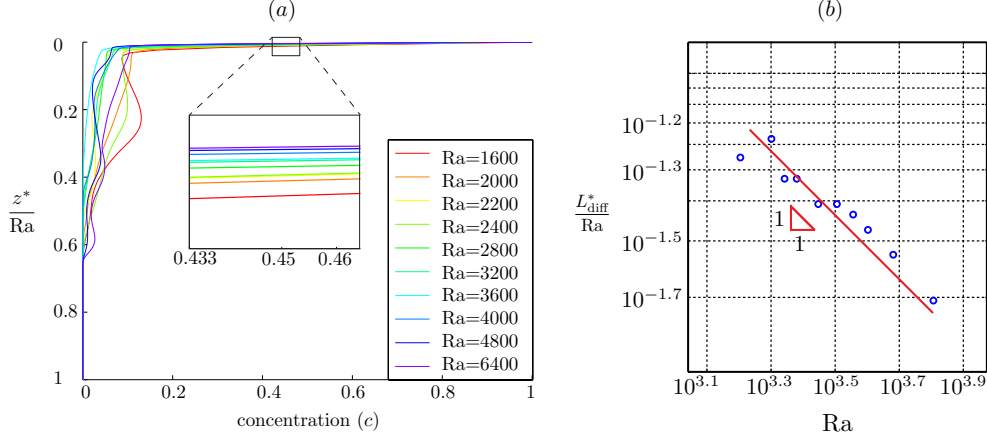 (a)
0
0.2
0.4
0.6
0.8
1
z*
Ra
0.433
0.45
0.46
Ra=1600
Ra=2000
Ra=2200
Ra=2400
Ra=2800
Ra=3200
Ra=3600
Ra=4000
Ra=4800
Ra=6400
0 0.2 0.4 0.6 0.8 1
concentration (c)
(b)
10^−1.2
10^−1.3
10^−1.5
10^−1.7
L*diff
Ra
1
1
10^3.1 10^3.3 10^3.5 10^3.7 10^3.9
Ra